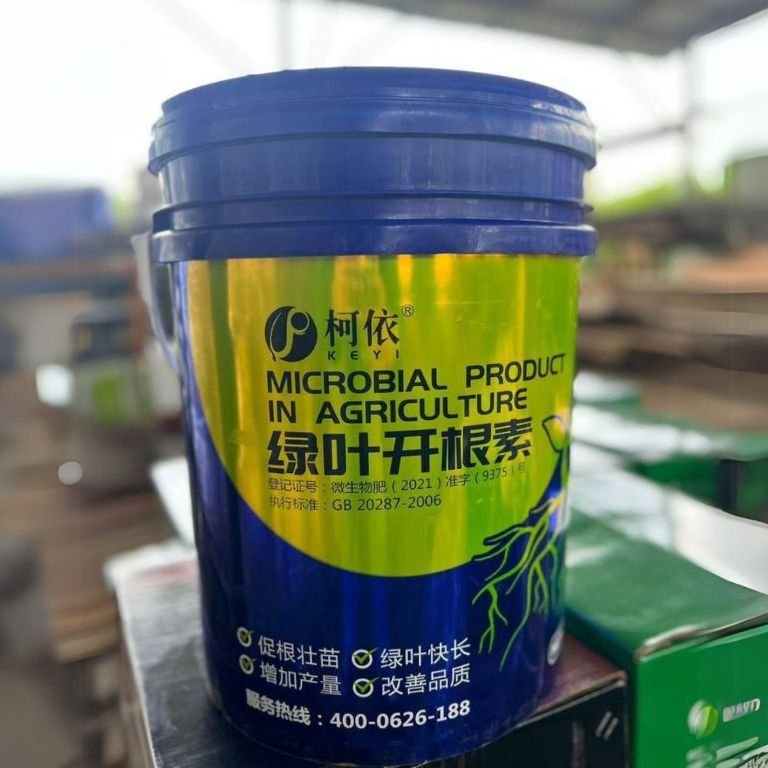 柯依®
KEYI
MICROBIAL PRODUCT
IN AGRICULTURE
绿叶开根素
登记证号：微生物肥（2021）准字（9375）号
执行标准：GB 20287-2006
促根壮苗 绿叶快长
增加产量 改善品质
服务热线：400-0626-188